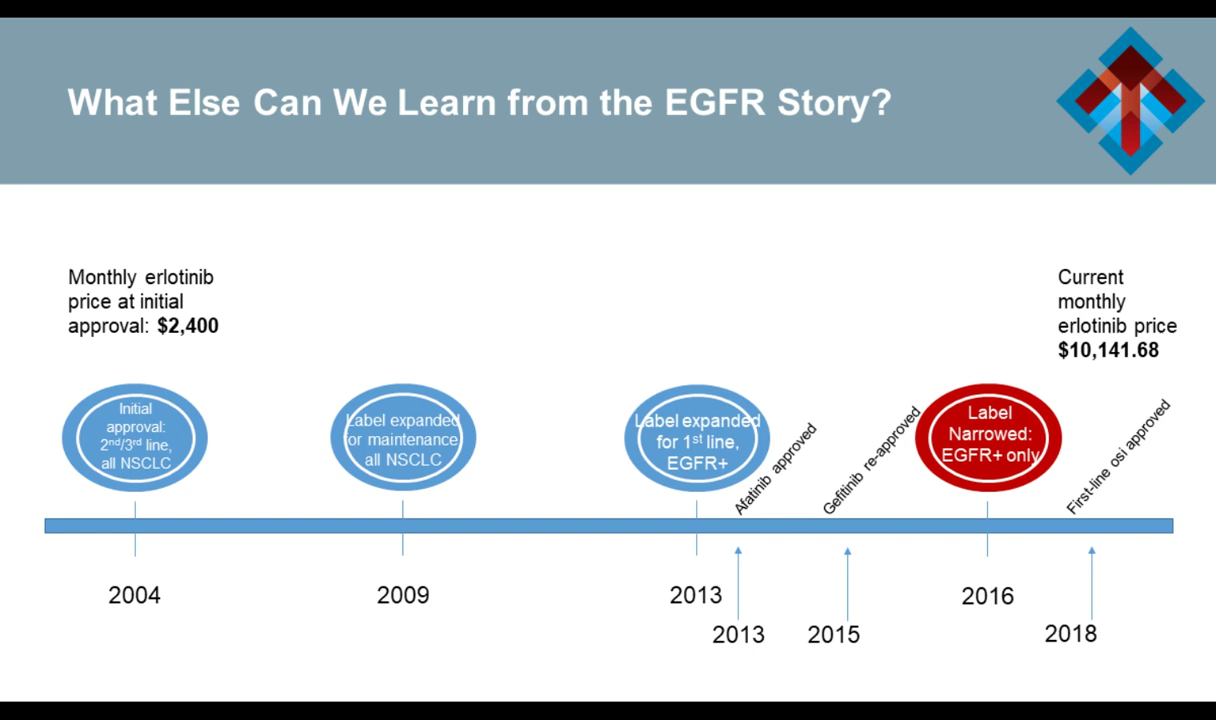 What Else Can We Learn from the EGFR Story?
Monthly erlotinib
price at initial
approval: $2,400
Current
monthly
erlotinib price
$10,141.68
Initial
approval:
2nd/3rd line,
all NSCLC
Label expanded
for maintenance,
all NSCLC
Label expanded
for 1st line,
EGFR+
Afatinib approved
Gefitinib re-approved
Label
Narrowed:
EGFR+ only
First-line osi approved
2004
2009
2013
2016
2013
2015
2018